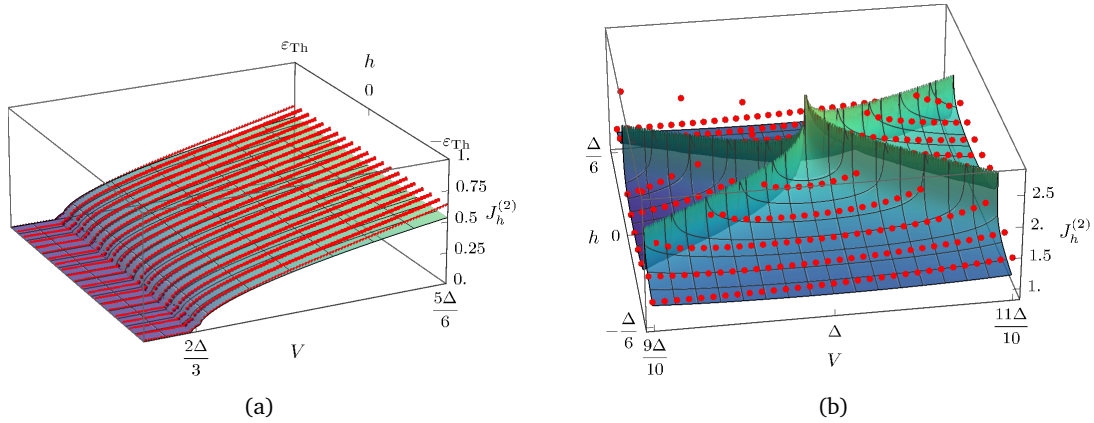 ε_Th
h
0
−ε_Th
1.
0.75
0.5
J_h^(2)
0.25
0.
5Δ/6
2Δ/3
V
(a)
Δ/6
h
0
−Δ/6
9Δ/10
Δ
V
11Δ/10
2.5
2.
J_h^(2)
1.5
1.
(b)